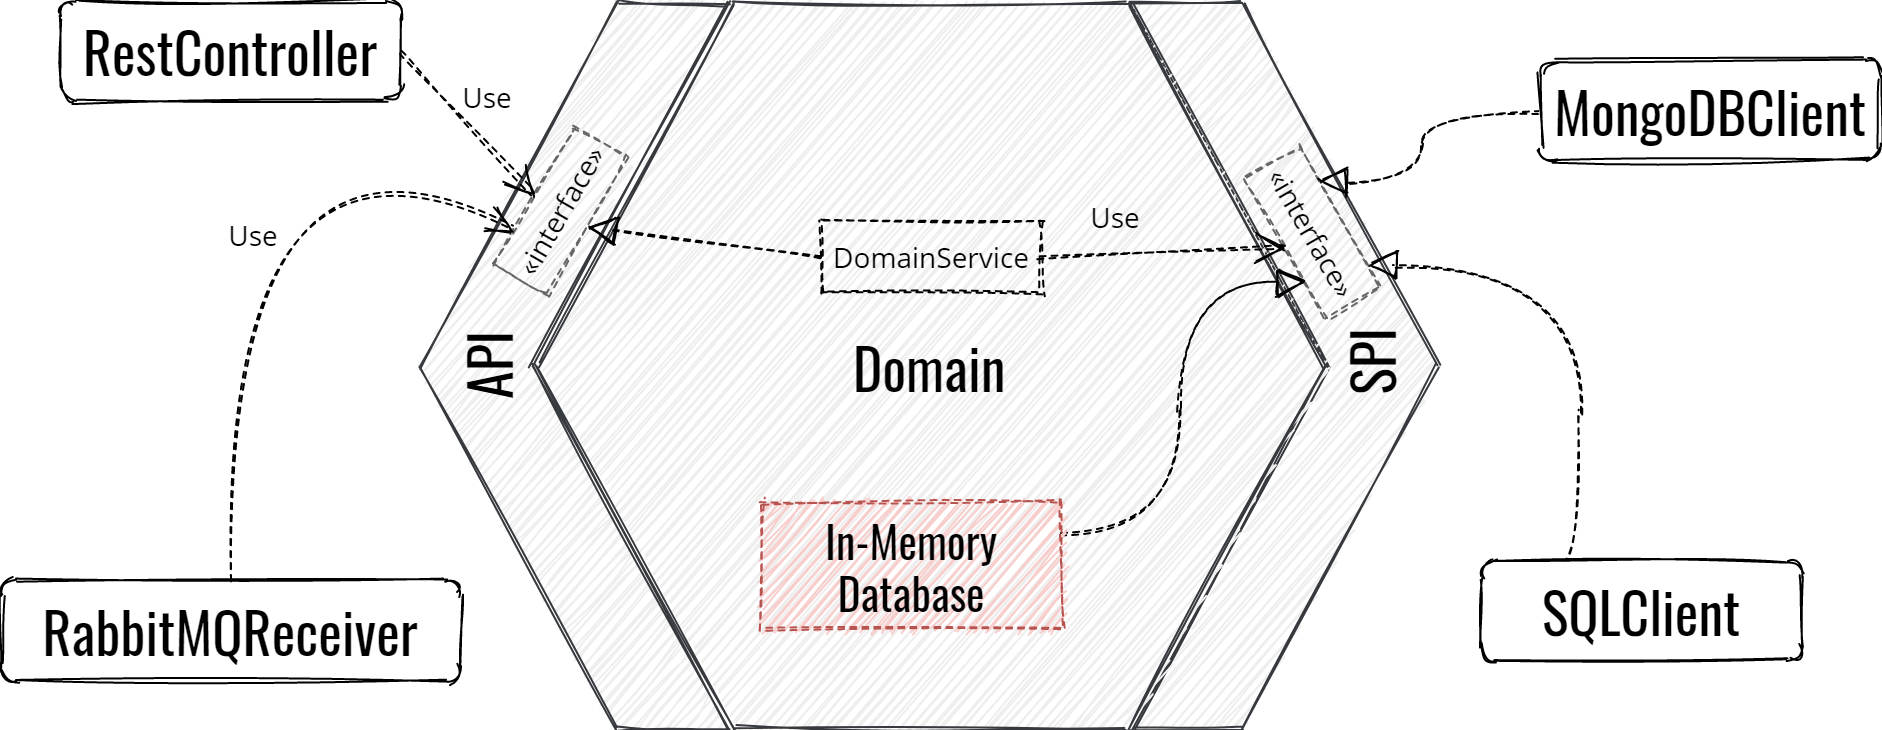 RestController
Use
MongoDBClient
«interface»
«interface»
Use
Use
DomainService
API
Domain
SPI
In-Memory
Database
RabbitMQReceiver
SQLClient